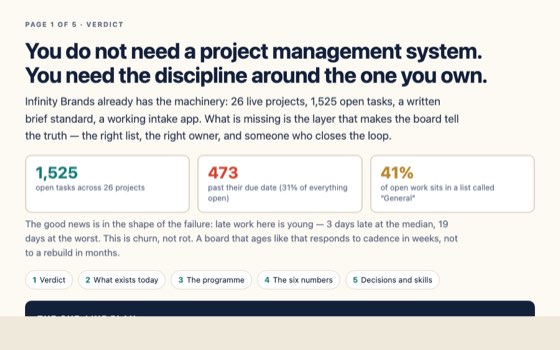 PAGE 1 OF 5 · VERDICT
You do not need a project management system.
You need the discipline around the one you own.
Infinity Brands already has the machinery: 26 live projects, 1,525 open tasks, a written
brief standard, a working intake app. What is missing is the layer that makes the board tell
the truth — the right list, the right owner, and someone who closes the loop.
1,525
open tasks across 26 projects
473
past their due date (31% of everything
open)
41%
of open work sits in a list called
"General"
The good news is in the shape of the failure: late work here is young — 3 days late at the median, 19
days at the worst. This is churn, not rot. A board that ages like that responds to cadence in weeks, not
to a rebuild in months.
1 Verdict
2 What exists today
3 The programme
4 The six numbers
5 Decisions and skills